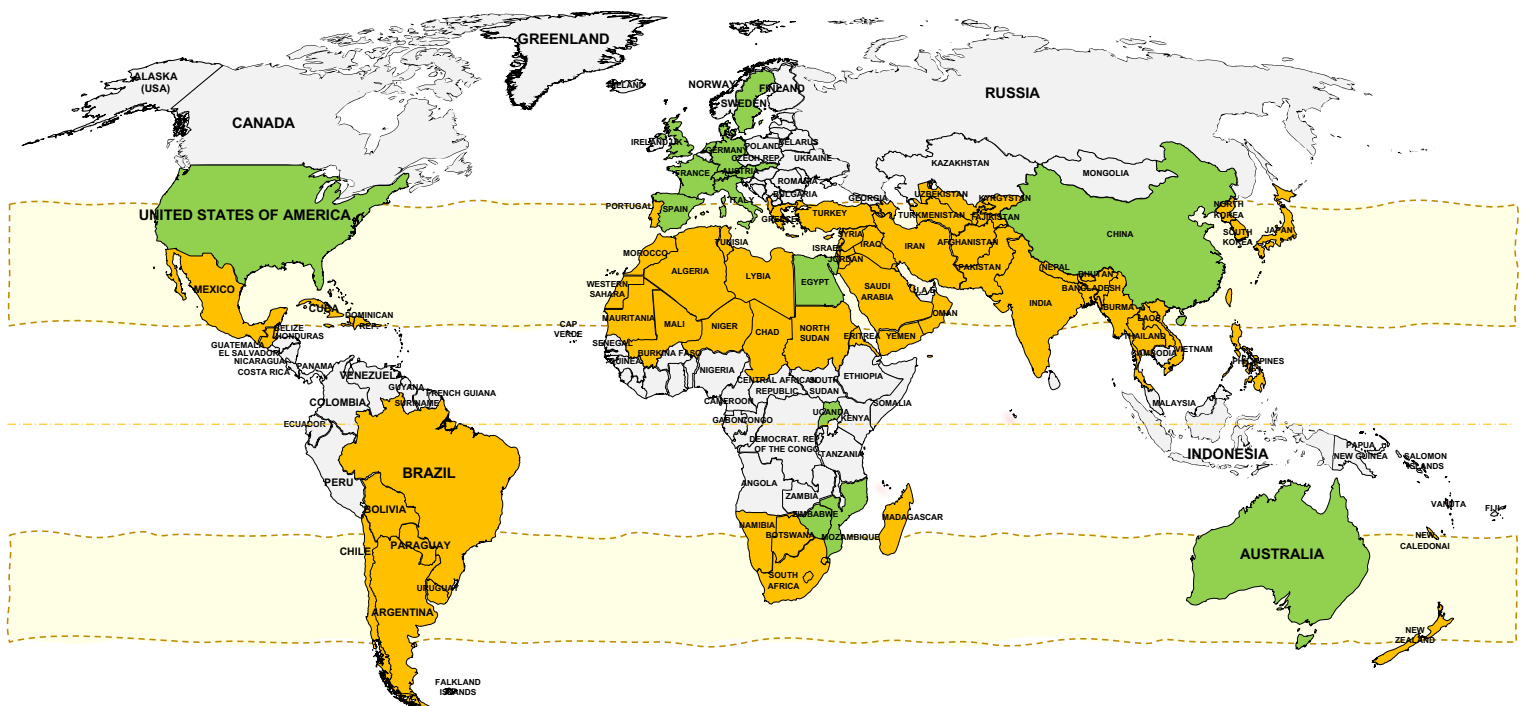 GREENLAND
ALASKA
(USA)
CANADA
ICELAND
NORWAY
FINLAND
SWEDEN
RUSSIA
IRELAND
UK
GERMANY
POLAND
BELARUS
CZECH REP.
UKRAINE
FRANCE
AUSTRIA
ROMANIA
BULGARIA
KAZAKHSTAN
MONGOLIA
UNITED STATES OF AMERICA
PORTUGAL
SPAIN
ITALY
GREECE
TURKEY
GEORGIA
UZBEKISTAN
KYRGYSTAN
TURKMENISTAN
TAJIKISTAN
NORTH
KOREA
SOUTH
KOREA
JAPAN
CHINA
MOROCCO
TUNISIA
SYRIA
ISRAEL
IRAQ
IRAN
AFGHANISTAN
JORDAN
PAKISTAN
NEPAL
BHUTAN
BANGLADESH
MEXICO
WESTERN
SAHARA
ALGERIA
LYBIA
EGYPT
SAUDI
ARABIA
U.A.E
OMAN
INDIA
BURMA
LAOS
CUBA
DOMINICAN
REP.
BELIZE
HONDURAS
GUATEMALA
EL SALVADOR
NICARAGUA
COSTA RICA
PANAMA
CAP
VERDE
MAURITANIA
MALI
NIGER
CHAD
NORTH
SUDAN
ERITREA
YEMEN
THAILAND
CAMBODIA
VIETNAM
PHILIPPINES
SENEGAL
GUINEA
BURKINA FASO
NIGERIA
CENTRAL AFRICAN
REPUBLIC
SOUTH
SUDAN
ETHIOPIA
SOMALIA
VENEZUELA
GUYANA
FRENCH GUIANA
SURINAME
COLOMBIA
ECUADOR
CAMEROON
GABON
CONGO
UGANDA
KENYA
MALAYSIA
DEMOCRAT. REP.
OF THE CONGO
TANZANIA
INDONESIA
PAPUA
NEW GUINEA
SALOMON
ISLANDS
BRAZIL
PERU
BOLIVIA
ANGOLA
ZAMBIA
ZIMBABWE
MOZAMBIQUE
MADAGASCAR
NAMIBIA
BOTSWANA
VANUTA
FIJI
NEW
CALEDONAI
CHILE
PARAGUAY
URUGUAY
ARGENTINA
SOUTH
AFRICA
AUSTRALIA
NEW
ZEALAND
FALKLAND
ISLANDS